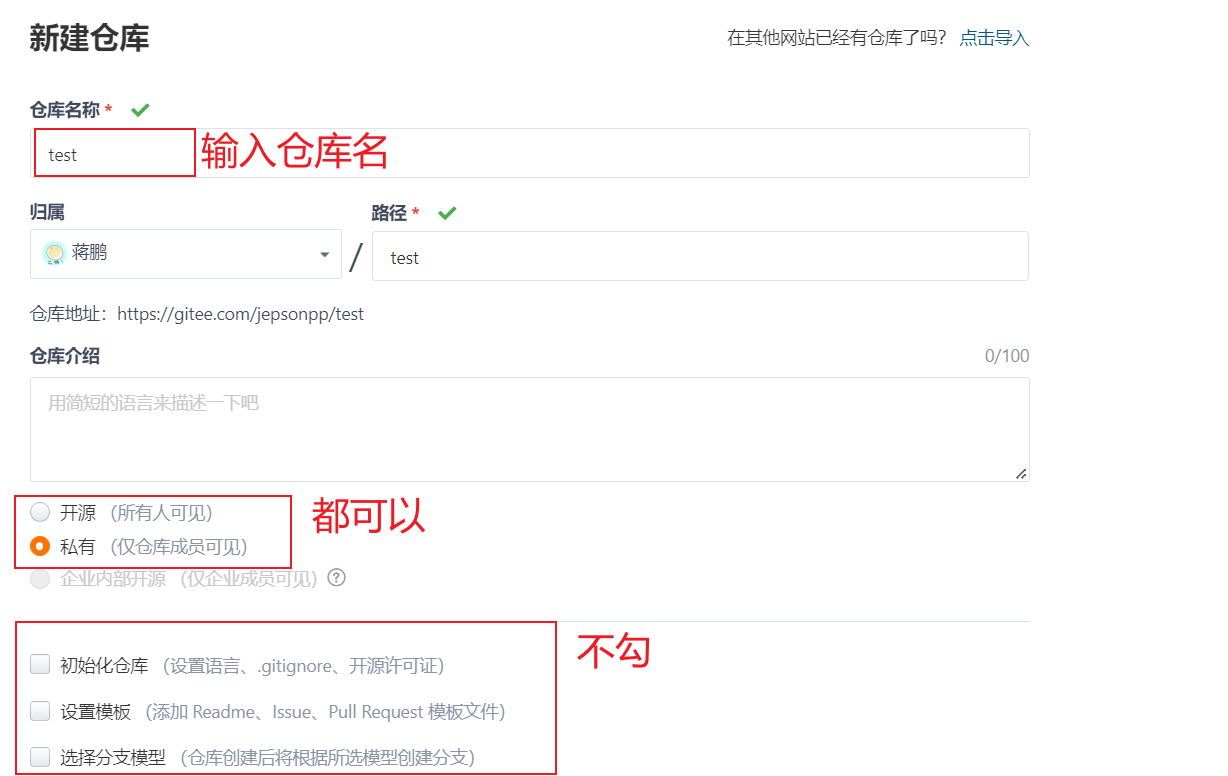 新建仓库
在其他网站已经有仓库了吗? 点击导入
仓库名称 *
test 输入仓库名
归属
路径 *
蒋鹏 / test
仓库地址：https://gitee.com/jepsonpp/test
仓库介绍 0/100
用简短的语言来描述一下吧
开源 (所有人可见)
都可以
私有 (仅仓库成员可见)
企业内部开源 (仅企业成员可见) ?
不勾
初始化仓库 (设置语言、.gitignore、开源许可证)
设置模板 (添加 Readme、Issue、Pull Request 模板文件)
选择分支模型 (仓库创建后将根据所选模型创建分支)